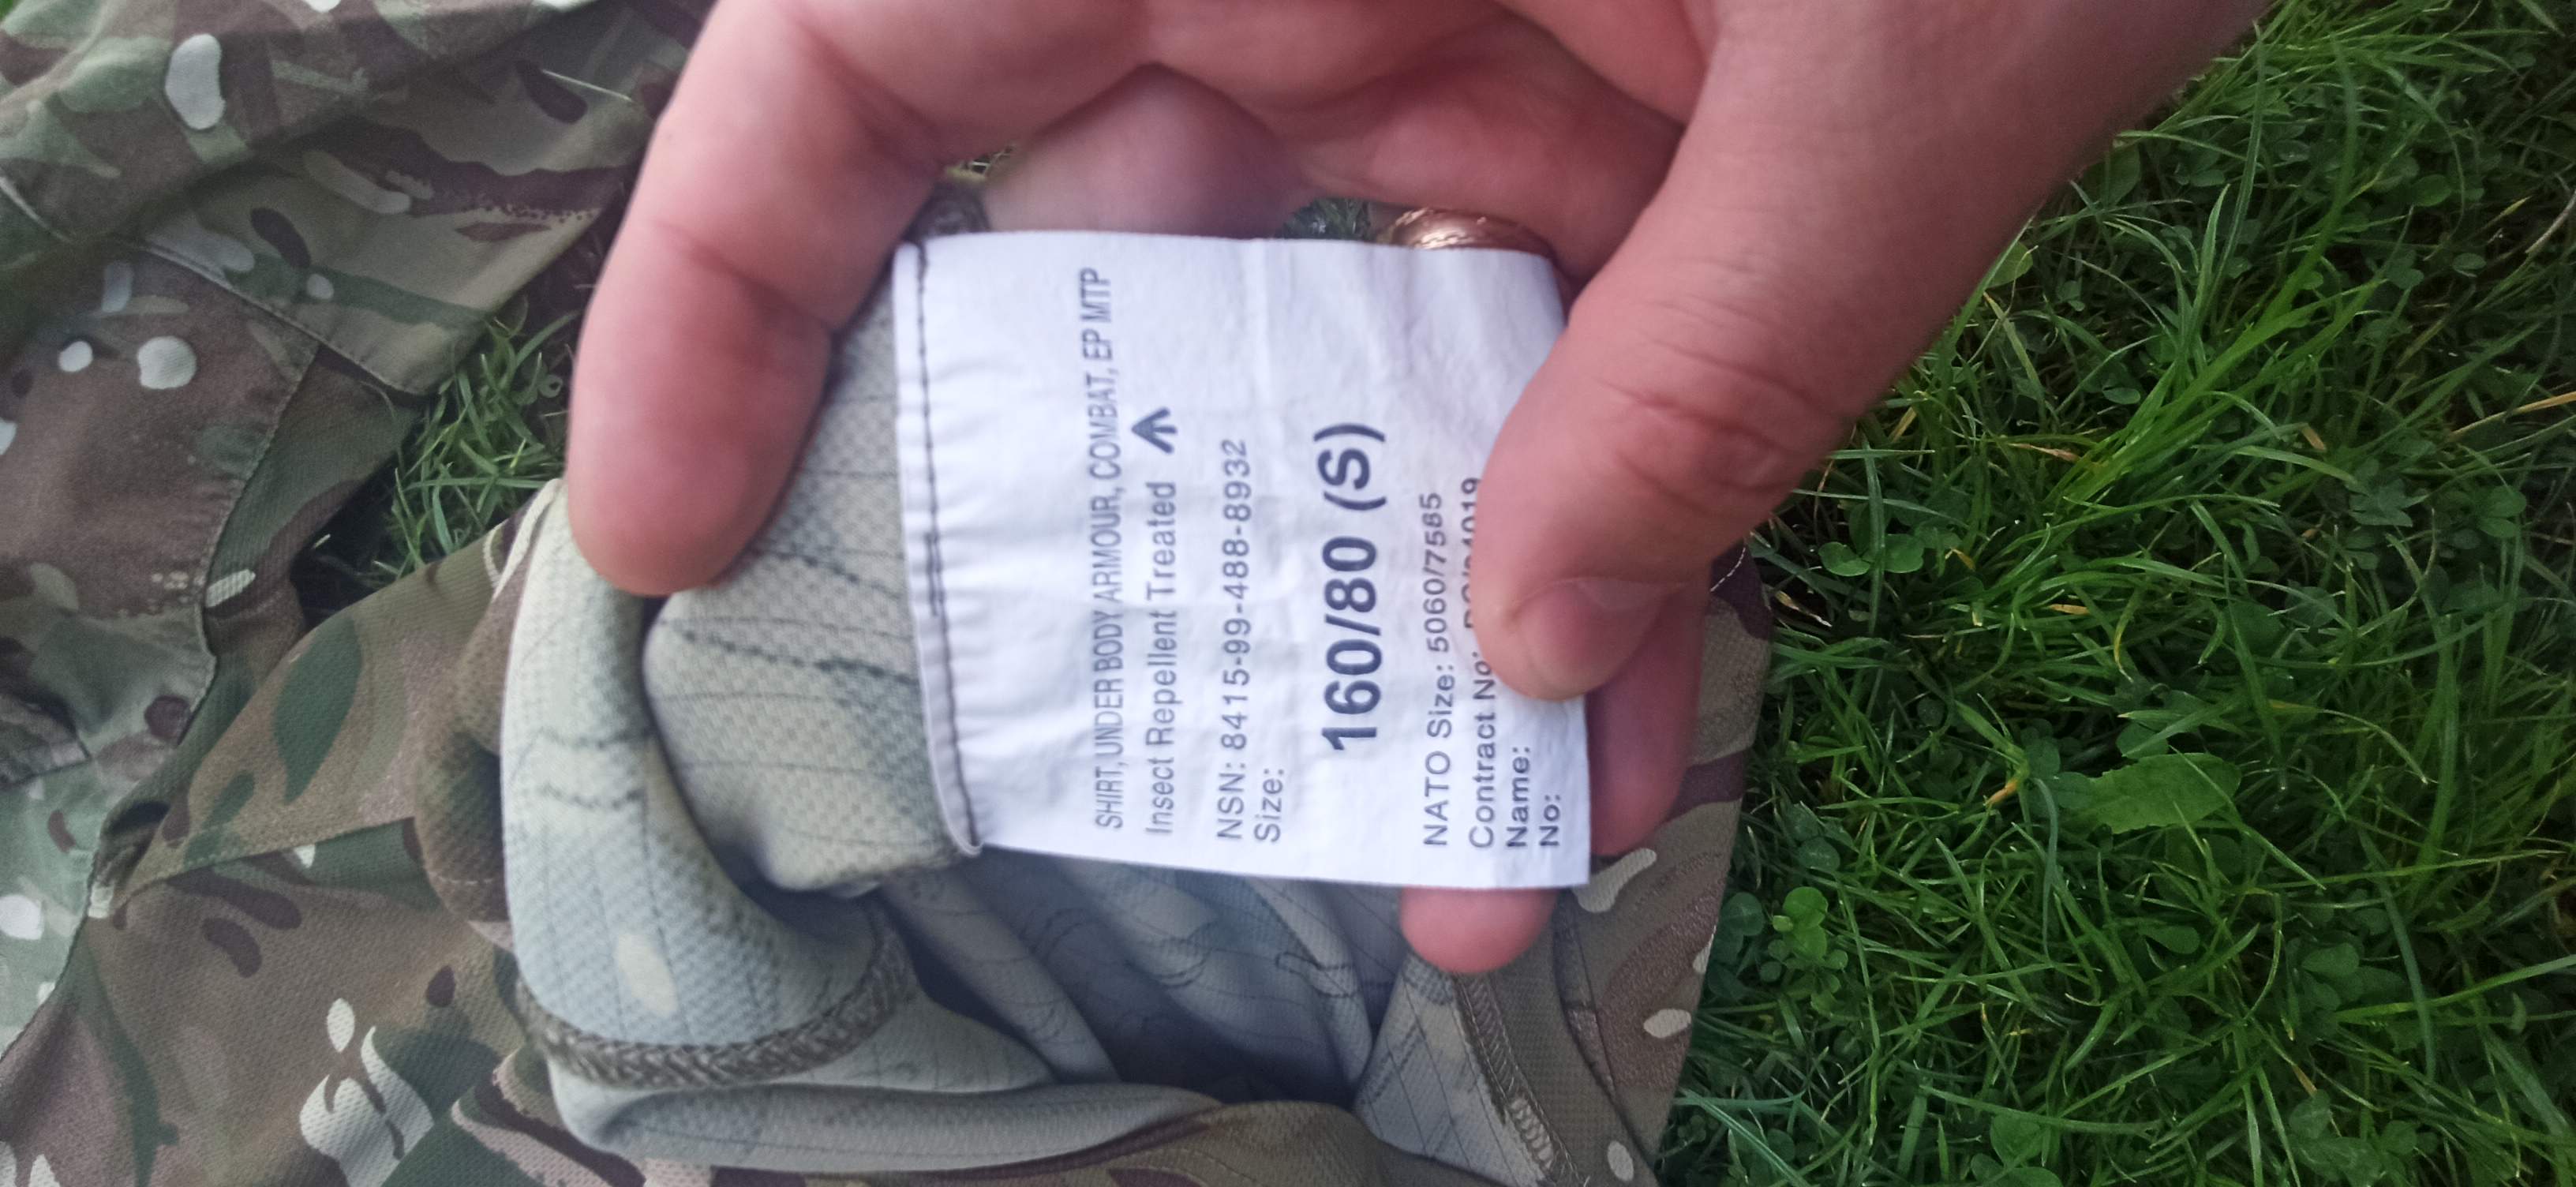 SHIRT, UNDER BODY ARMOUR, COMBAT, EP MTP
Insect Repellent Treated
NSN: 8415-99-488-8932
Size:
160/80 (S)
NATO Size: 5060/7585
Contract No:
Name:
No: